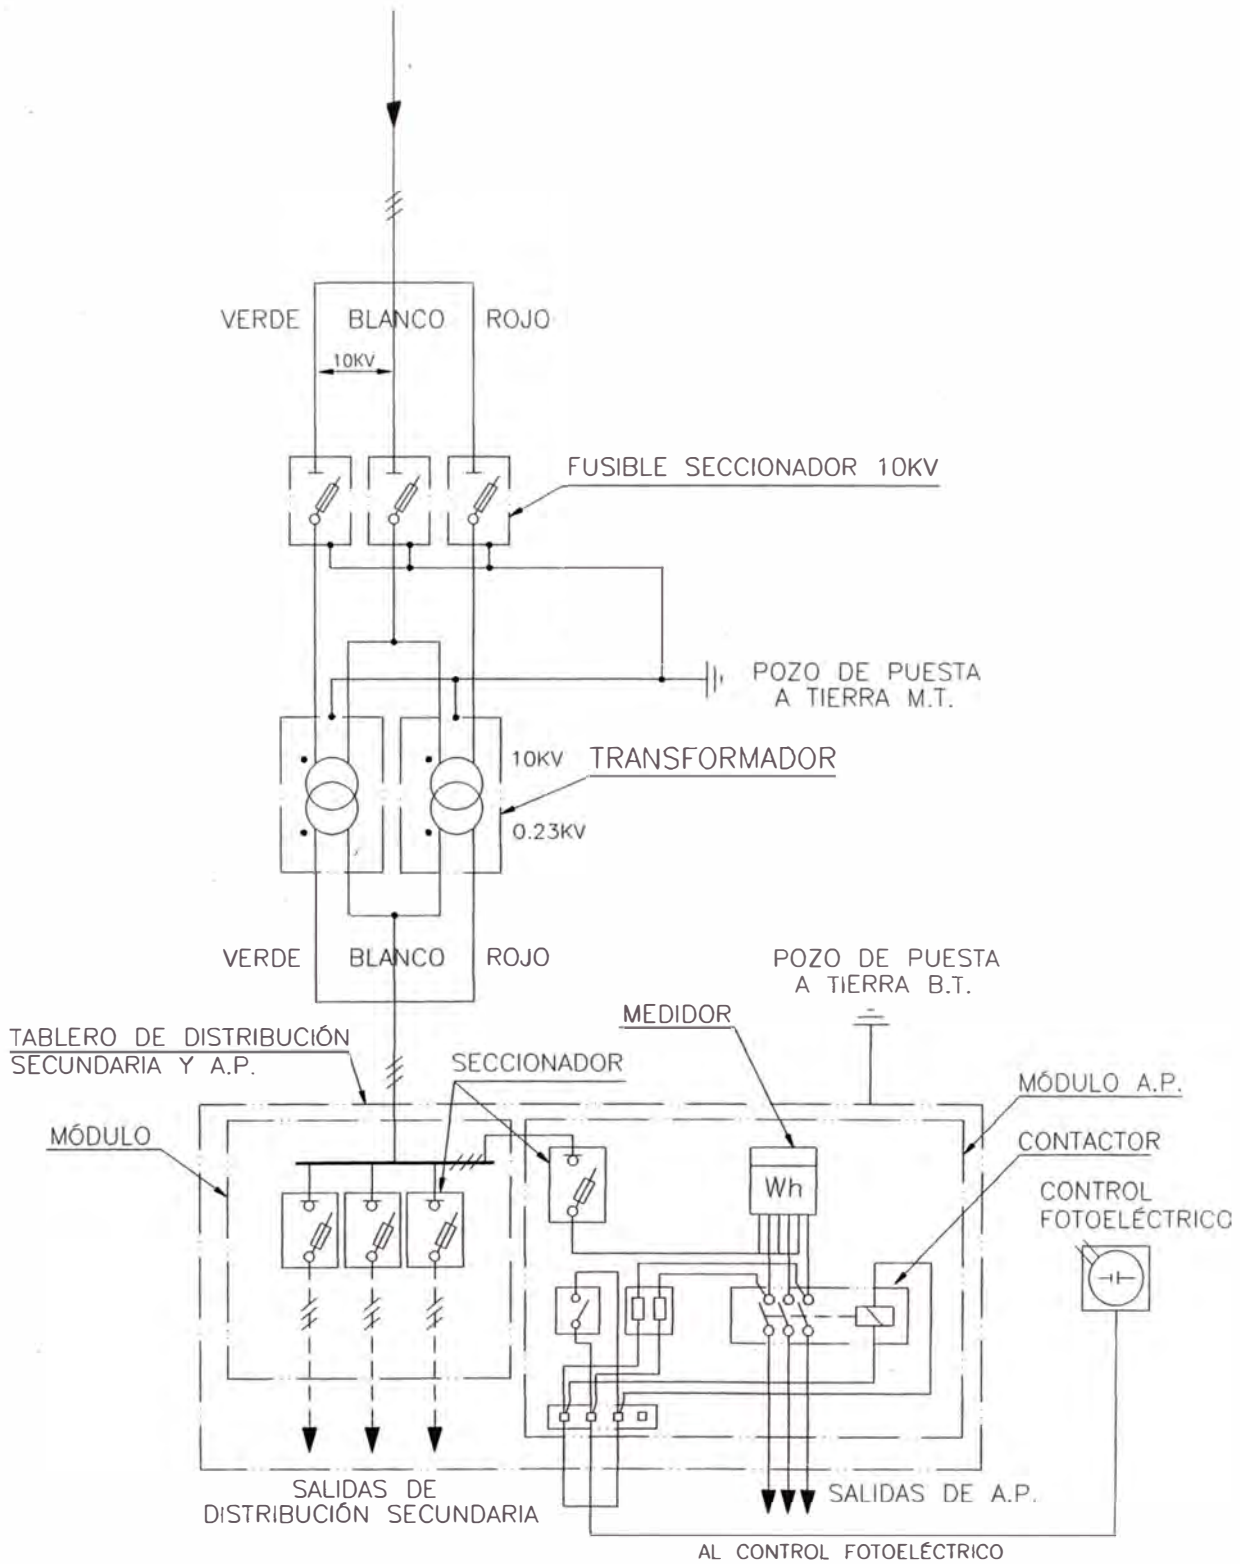 VERDE BLANCO ROJO
10KV
FUSIBLE SECCIONADOR 10KV
POZO DE PUESTA
A TIERRA M.T.
10KV
TRANSFORMADOR
0.23KV
VERDE BLANCO ROJO
POZO DE PUESTA
A TIERRA B.T.
MEDIDOR
TABLERO DE DISTRIBUCIÓN
SECUNDARIA Y A.P.
SECCIONADOR
MÓDULO A.P.
MÓDULO
CONTACTOR
Wh
CONTROL
FOTOELÉCTRICO
SALIDAS DE
DISTRIBUCIÓN SECUNDARIA
SALIDAS DE A.P.
AL CONTROL FOTOELÉCTRICO